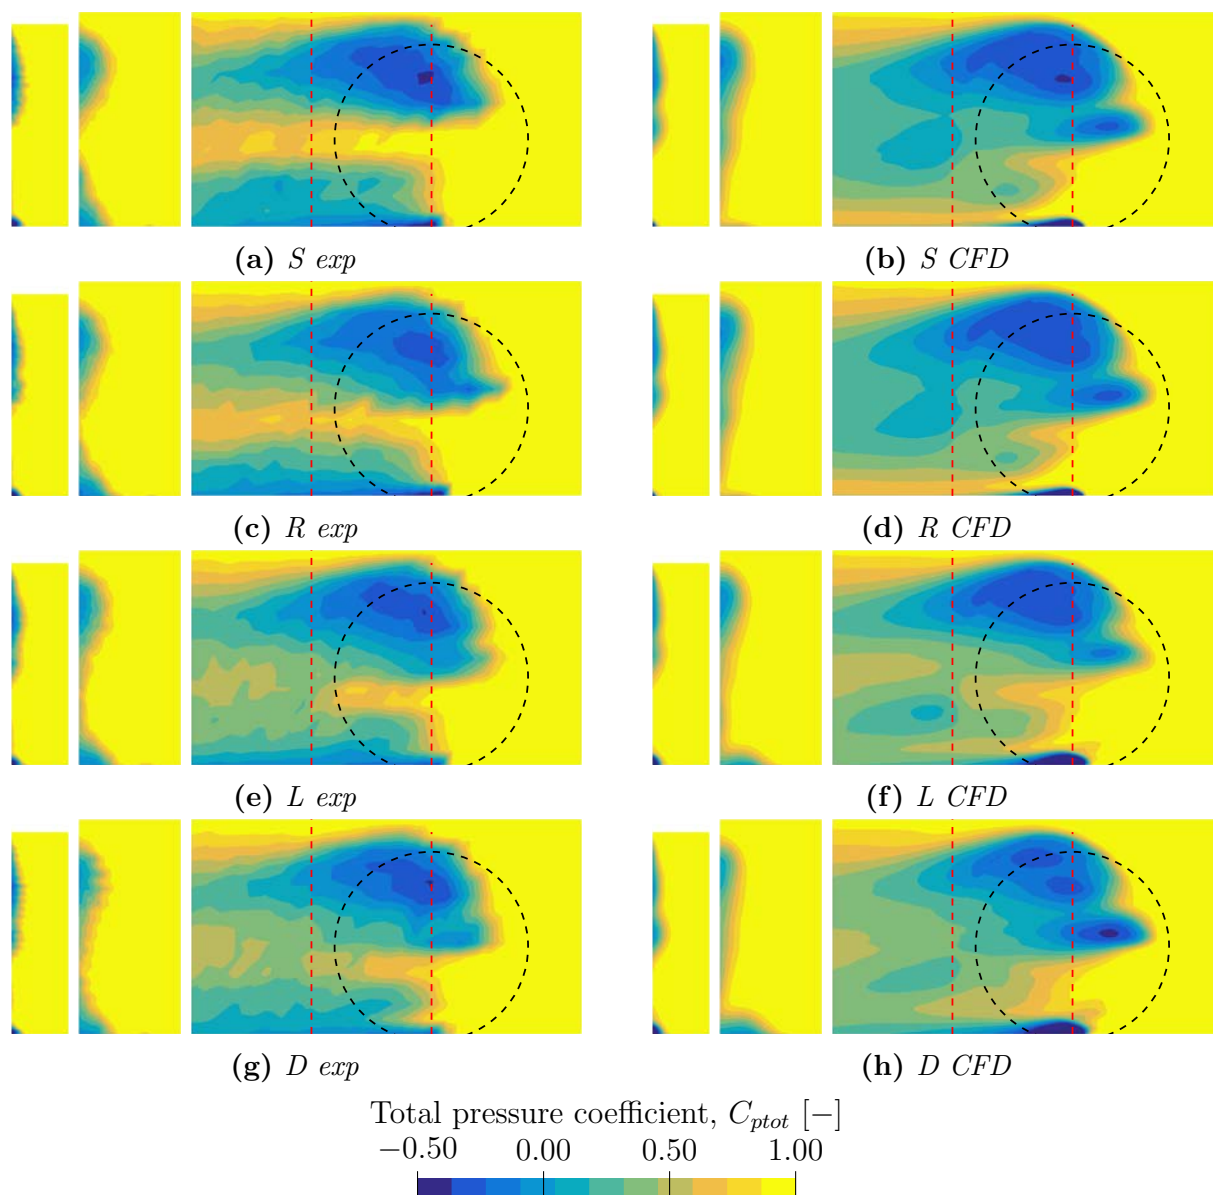 (a) S exp (b) S CFD
(c) R exp (d) R CFD
(e) L exp (f) L CFD
(g) D exp (h) D CFD
Total pressure coefficient, Cptot [−]
−0.50 0.00 0.50 1.00